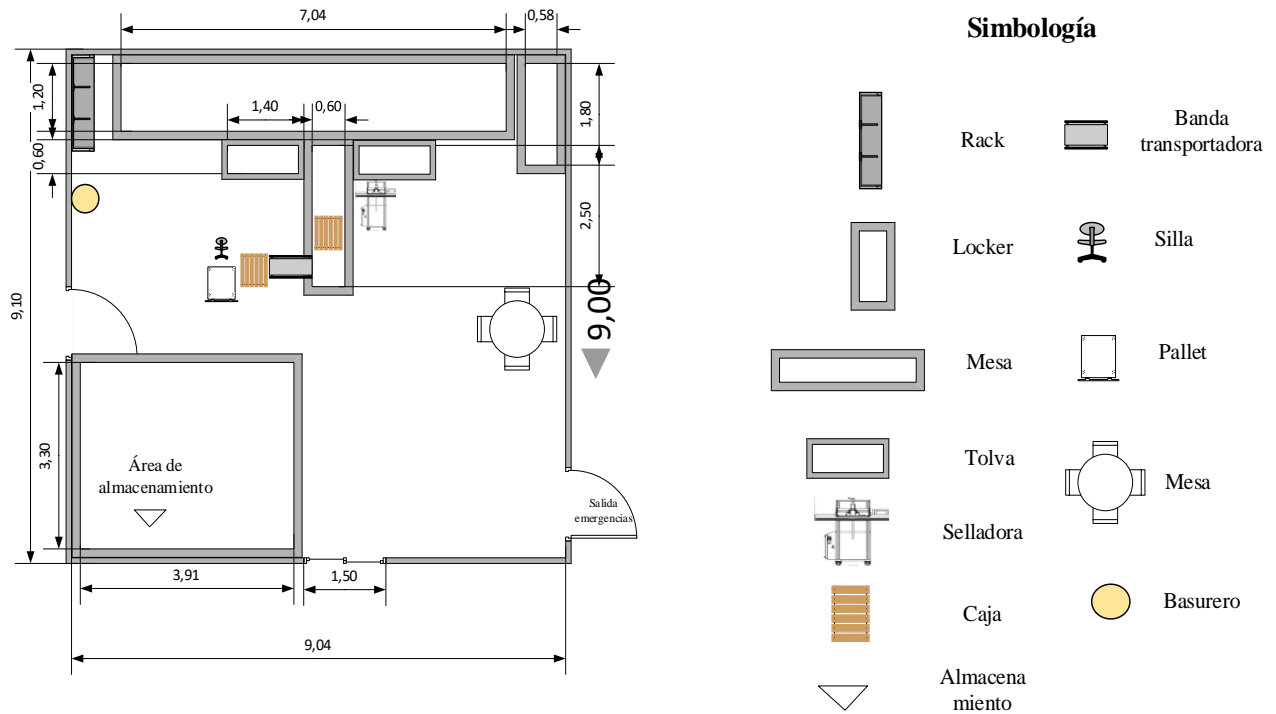 7,04
0,58
1,20
1,40
0,60
1,80
0,60
2,50
9,10
9,00
3,30
Área de
almacenamiento
Salida
emergencias
3,91
1,50
9,04
Simbología
Rack
Banda
transportadora
Locker
Silla
Mesa
Pallet
Tolva
Mesa
Selladora
Caja
Basurero
Almacena
miento